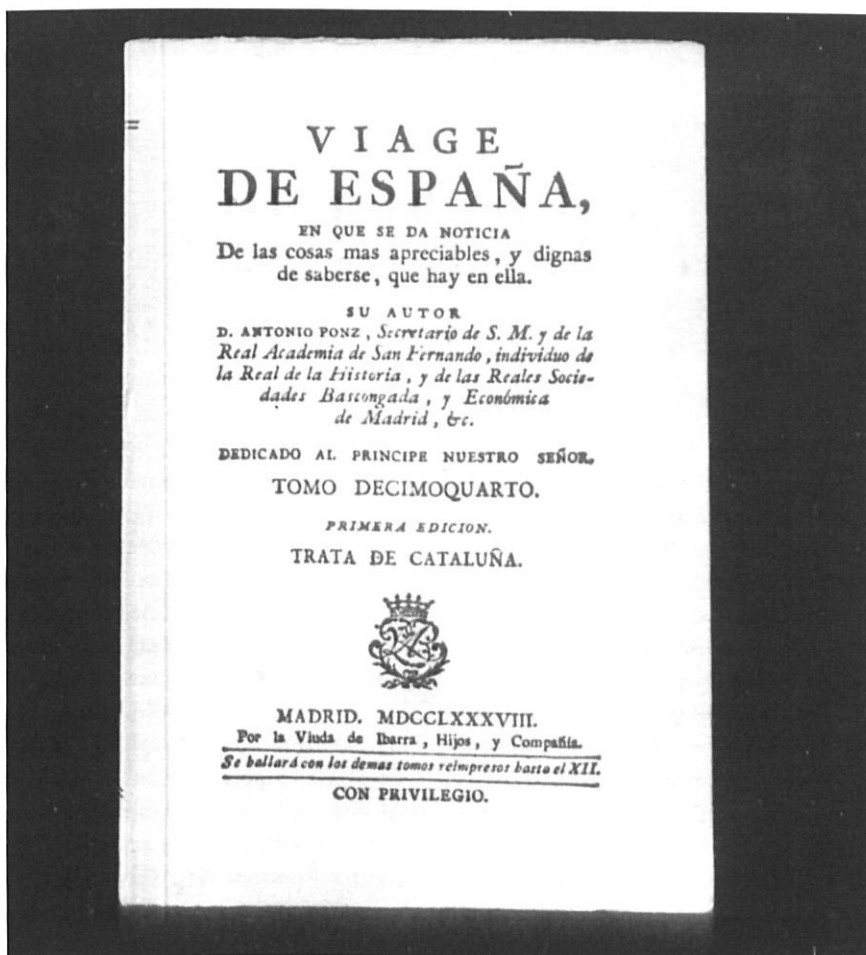 VIAGE
DE ESPAÑA,
EN QUE SE DA NOTICIA
De las cosas mas apreciables, y dignas
de saberse, que hay en ella.
SU AUTOR
D. ANTONIO PONZ, Secretario de S. M. y de la
Real Academia de San Fernando, individuo de
la Real de la Historia, y de las Reales Socie-
dades Bascongada, y Económica
de Madrid, &c.
DEDICADO AL PRINCIPE NUESTRO SEÑOR.
TOMO DECIMOQUARTO.
PRIMERA EDICION.
TRATA DE CATALUÑA.
MADRID. MDCCLXXXVIII.
Por la Viuda de Ibarra, Hijos, y Compañía.
Se hallará con los demas tomos reimpresos hasta el XII.
CON PRIVILEGIO.